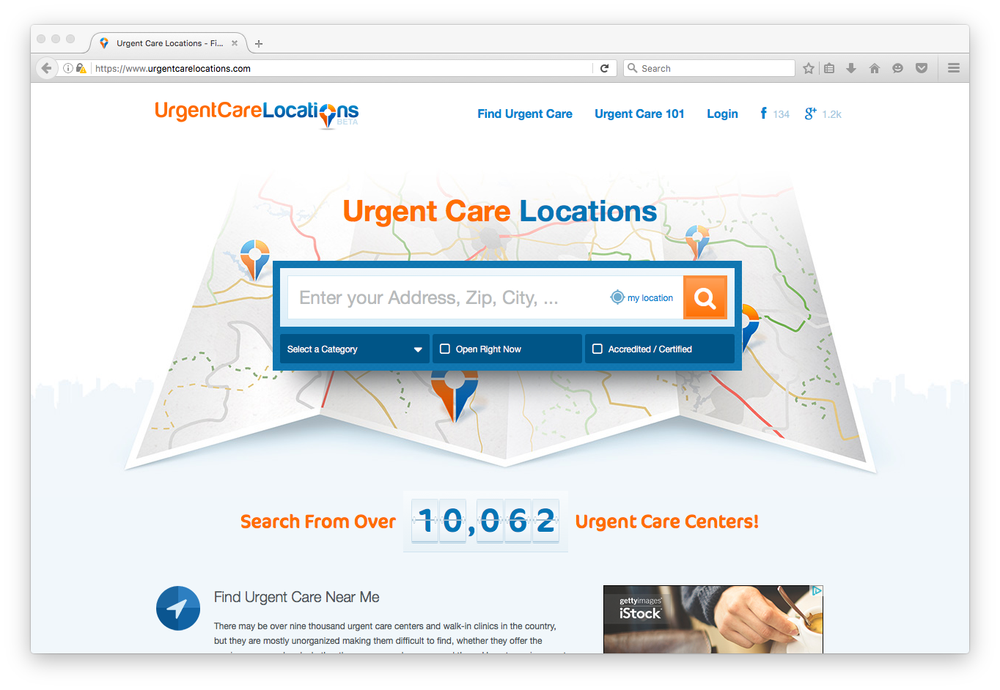 Urgent Care Locations - Fi...
https://www.urgentcarelocations.com
Search
UrgentCareLocations
BETA
Find Urgent Care
Urgent Care 101
Login
134
g+ 1.2k
Urgent Care Locations
Enter your Address, Zip, City, ...
my location
Select a Category
Open Right Now
Accredited / Certified
Search From Over 10,062 Urgent Care Centers!
Find Urgent Care Near Me
There may be over nine thousand urgent care centers and walk-in clinics in the country,
but they are mostly unorganized making them difficult to find, whether they offer the
gettyimages®
iStock™